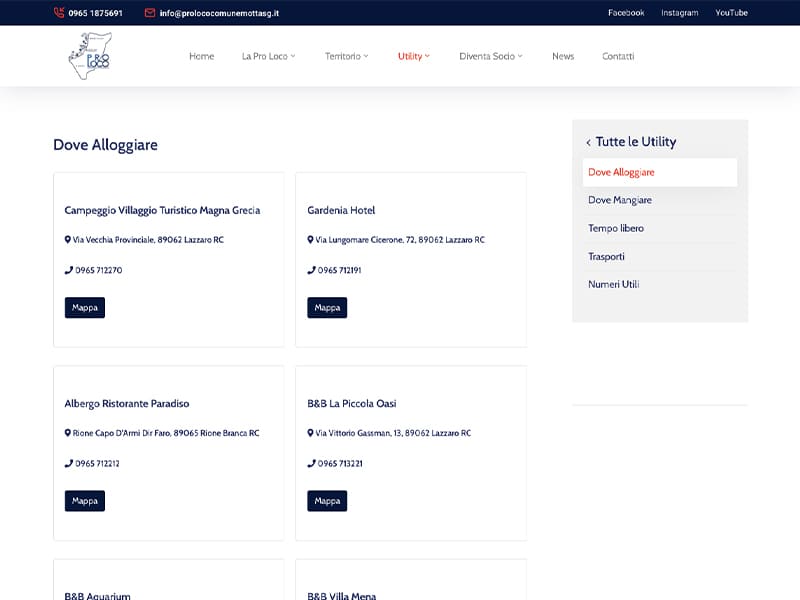 0965 1875691
info@prolococomunemottasg.it
Facebook
Instagram
YouTube
PRO
LOCO
Home
La Pro Loco
Territorio
Utility
Diventa Socio
News
Contatti
Dove Alloggiare
Campeggio Villaggio Turistico Magna Grecia
Via Vecchia Provinciale, 89062 Lazzaro RC
0965 712270
Mappa
Gardenia Hotel
Via Lungomare Cicerone, 72, 89062 Lazzaro RC
0965 712191
Mappa
Albergo Ristorante Paradiso
Rione Capo D'Armi Dir Faro, 89065 Rione Branca RC
0965 712212
Mappa
B&B La Piccola Oasi
Via Vittorio Gassman, 13, 89062 Lazzaro RC
0965 713221
Mappa
B&B Aquarium
B&B Villa Mena
Tutte le Utility
Dove Alloggiare
Dove Mangiare
Tempo libero
Trasporti
Numeri Utili